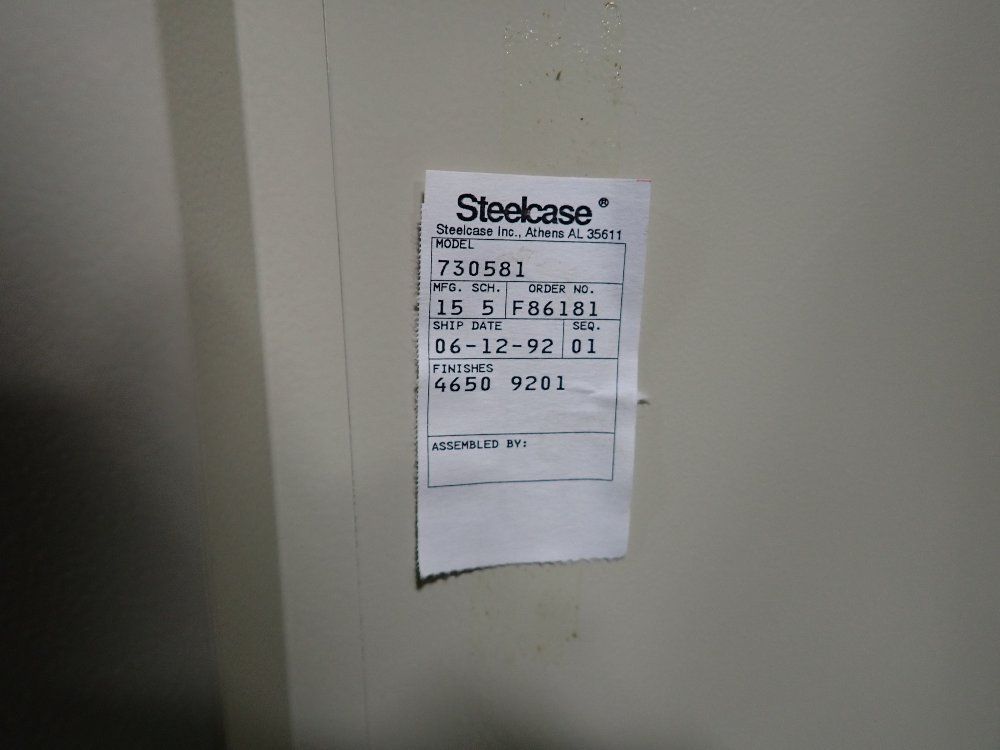 Steelcase ®
Steelcase Inc., Athens AL 35611
MODEL
730581
MFG. SCH. ORDER NO.
15 5 F86181
SHIP DATE SEQ.
06-12-92 01
FINISHES
4650 9201
ASSEMBLED BY: